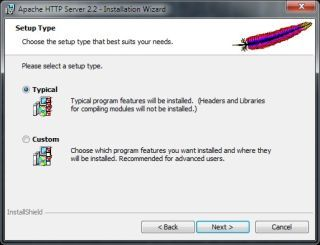 Apache HTTP Server 2.2 - Installation Wizard
Setup Type
Choose the setup type that best suits your needs.
Please select a setup type.
Typical
Typical program features will be installed. (Headers and Libraries
for compiling modules will not be installed.)
Custom
Choose which program features you want installed and where they
will be installed. Recommended for advanced users.
InstallShield
< Back
Next >
Cancel